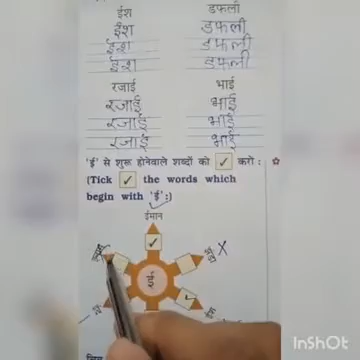 ईश डफली
ईश डफली
ईश डफली
ईश डफली
रजाई भाई
रजाई भाई
रजाई भाई
रजाई भाई
'ई' से शुरू होनेवाले शब्दों को ✓ करो :
(Tick ✓ the words which
begin with 'ई' :)
ईमान
✓
X
ई
✓
InShOt